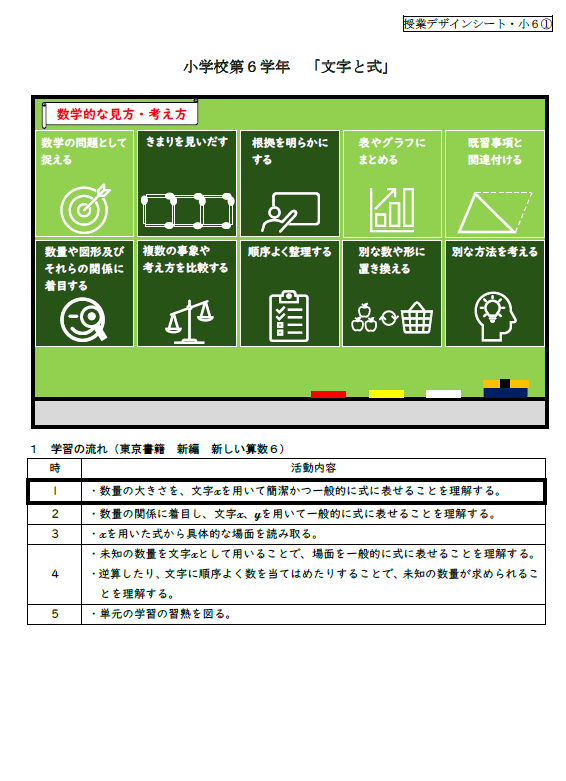 授業デザインシート・小６①
小学校第６学年　「文字と式」
数学的な見方・考え方
数学の問題として
捉える
きまりを見いだす
根拠を明らかに
する
表やグラフに
まとめる
既習事項と
関連付ける
数量や図形及び
それらの関係に
着目する
複数の事象や
考え方を比較する
順序よく整理する
別な数や形に
置き換える
別な方法を考える
１　学習の流れ（東京書籍　新編　新しい算数６）
時　活動内容
１　・数量の大きさを、文字xを用いて簡潔かつ一般的に式に表せることを理解する。
２　・数量の関係に着目し、文字x、yを用いて一般的に式に表せることを理解する。
３　・xを用いた式から具体的な場面を読み取る。
・未知の数量を文字xとして用いることで、場面を一般的に式に表せることを理解する。
４　・逆算したり、文字に順序よく数を当てはめたりすることで、未知の数量が求められるこ
とを理解する。
５　・単元の学習の習熟を図る。